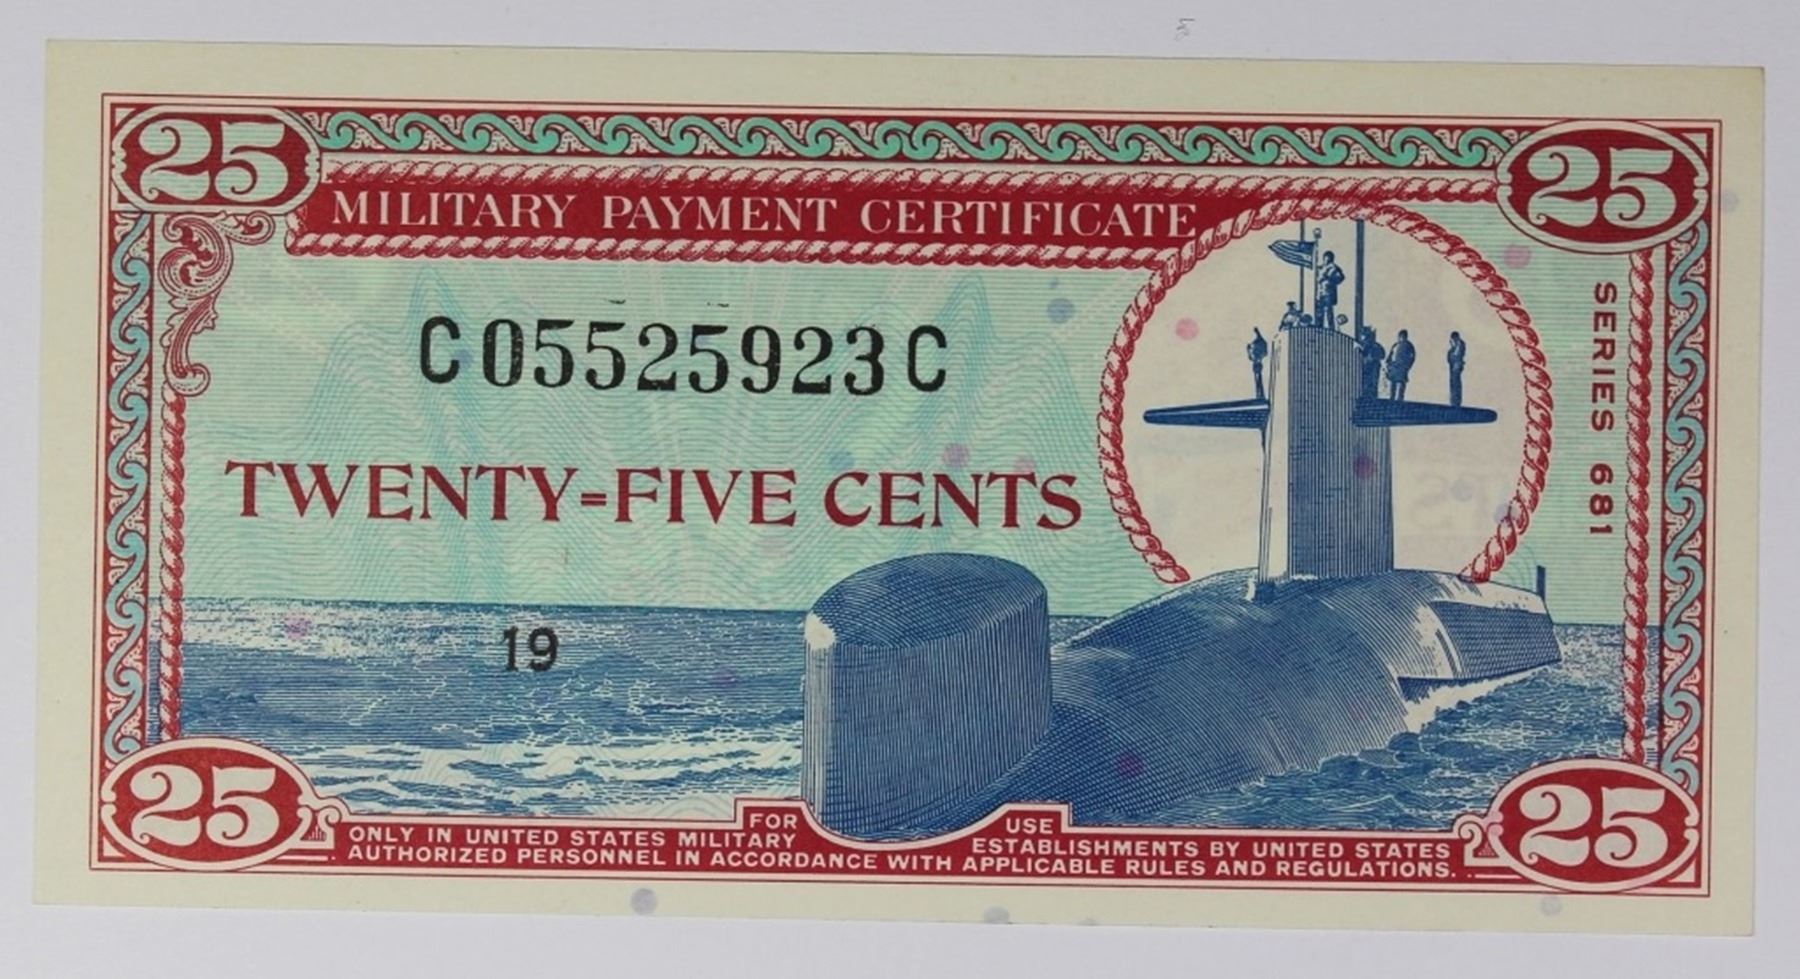 25 25
MILITARY PAYMENT CERTIFICATE
C05525923C
SERIES 681
TWENTY=FIVE CENTS
19
25 25
FOR USE
ONLY IN UNITED STATES MILITARY ESTABLISHMENTS BY UNITED STATES
AUTHORIZED PERSONNEL IN ACCORDANCE WITH APPLICABLE RULES AND REGULATIONS.